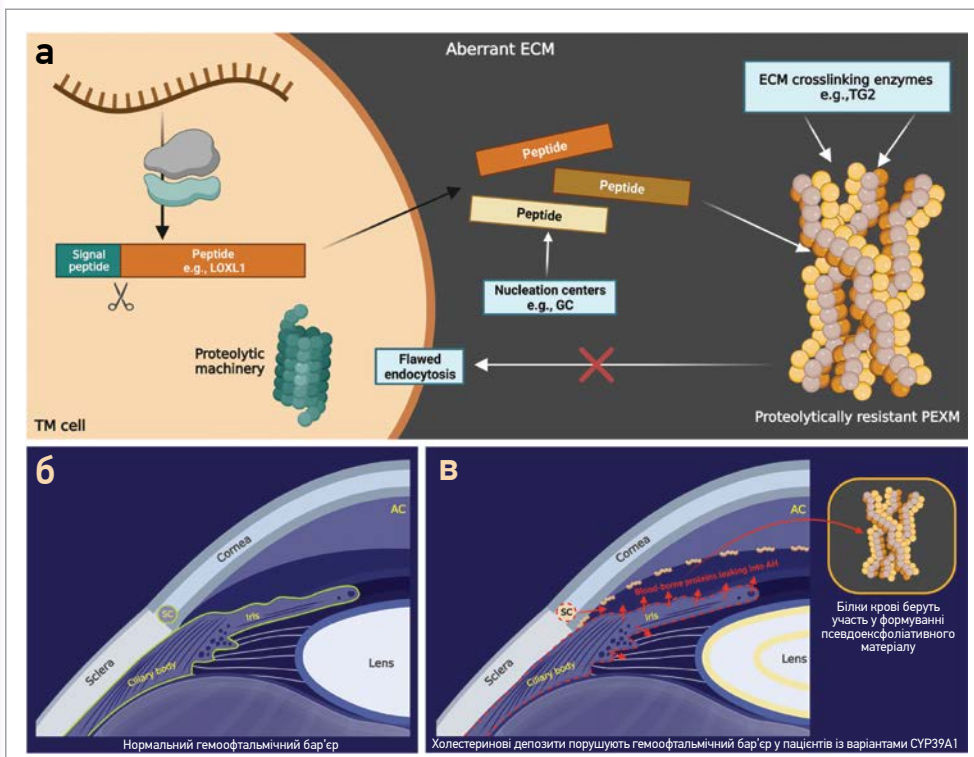 а
Aberrant ECM
ECM crosslinking enzymes
e.g.,TG2
Peptide
Peptide
Peptide
Signal
peptide
Peptide
e.g., LOXL1
Nucleation centers
e.g., GC
Proteolytic
machinery
Flawed
endocytosis
TM cell
Proteolytically resistant PEXM
б
AC
Cornea
SC
Iris
Sclera
Ciliary body
Lens
Нормальний гемоофтальмічний бар’єр
в
AC
Cornea
Blood-borne proteins leaking into AH
SC
Iris
Sclera
Ciliary body
Lens
Білки крові беруть
участь у формуванні
псевдоексфоліативного
матеріалу
Холестеринові депозити порушують гемоофтальмічний бар’єр у пацієнтів із варіантами CYP39A1